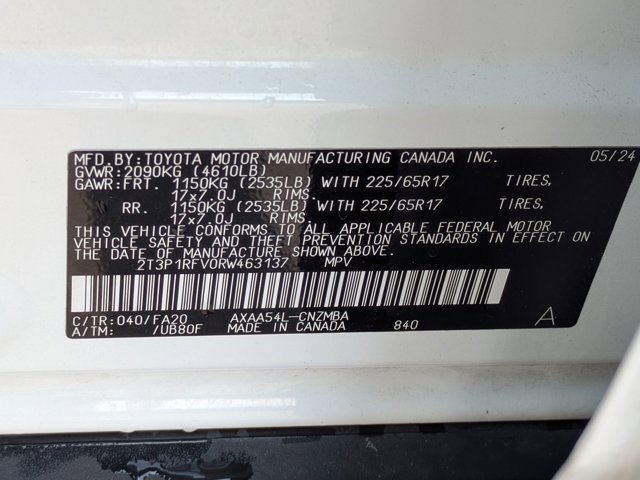 MFD. BY: TOYOTA MOTOR MANUFACTURING CANADA INC. 05/24
GVWR: 2090KG (4610LB)
GAWR: FRT. 1150KG (2535LB) WITH 225/65R17 TIRES,
17x7.0J RIMS
RR. 1150KG (2535LB) WITH 225/65R17 TIRES,
17x7.0J RIMS
THIS VEHICLE CONFORMS TO ALL APPLICABLE FEDERAL MOTOR
VEHICLE SAFETY AND THEFT PREVENTION STANDARDS IN EFFECT ON
THE DATE OF MANUFACTURE SHOWN ABOVE.
2T3P1RFV0RW463137 MPV
C/TR: 040/FA20 AXAA54L-CNZMBA
A/TM: /UB80F MADE IN CANADA 840 A